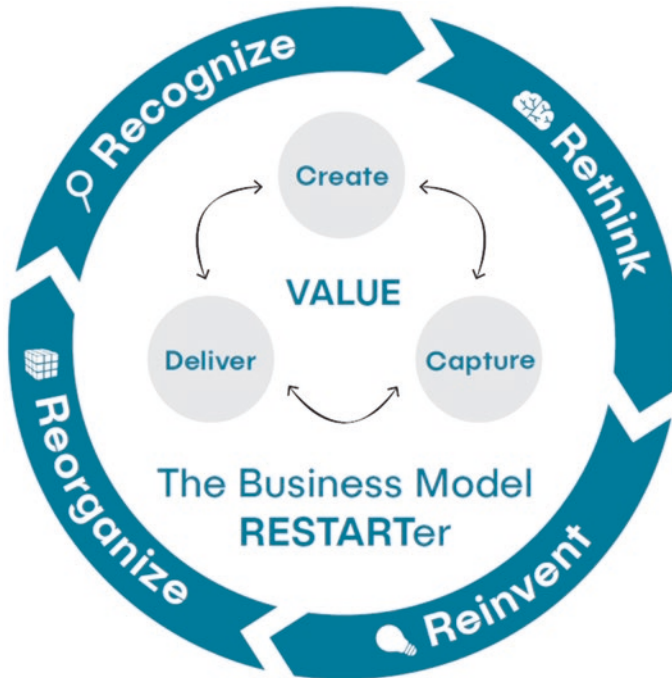 Recognize
Rethink
Reinvent
Reorganize
Create
VALUE
Deliver
Capture
The Business Model
RESTARTer